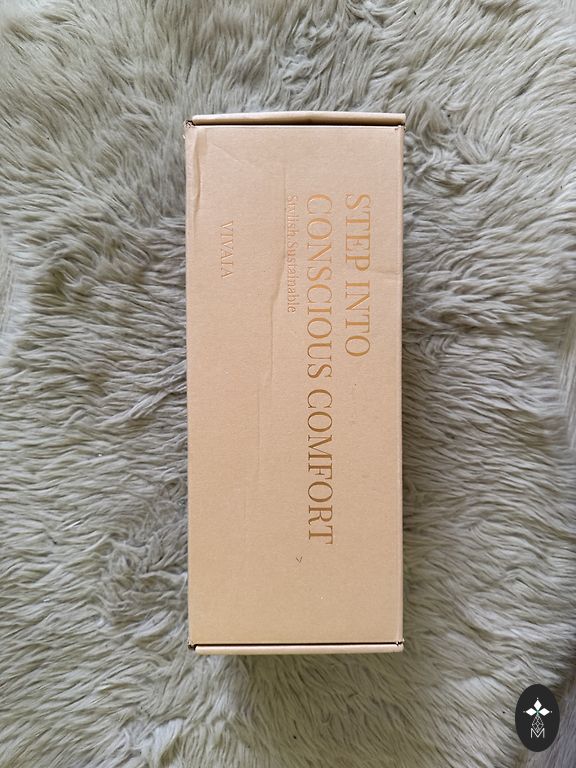 STEP INTO
CONSCIOUS COMFORT
Stylish Sustainable
VIVAIA
M